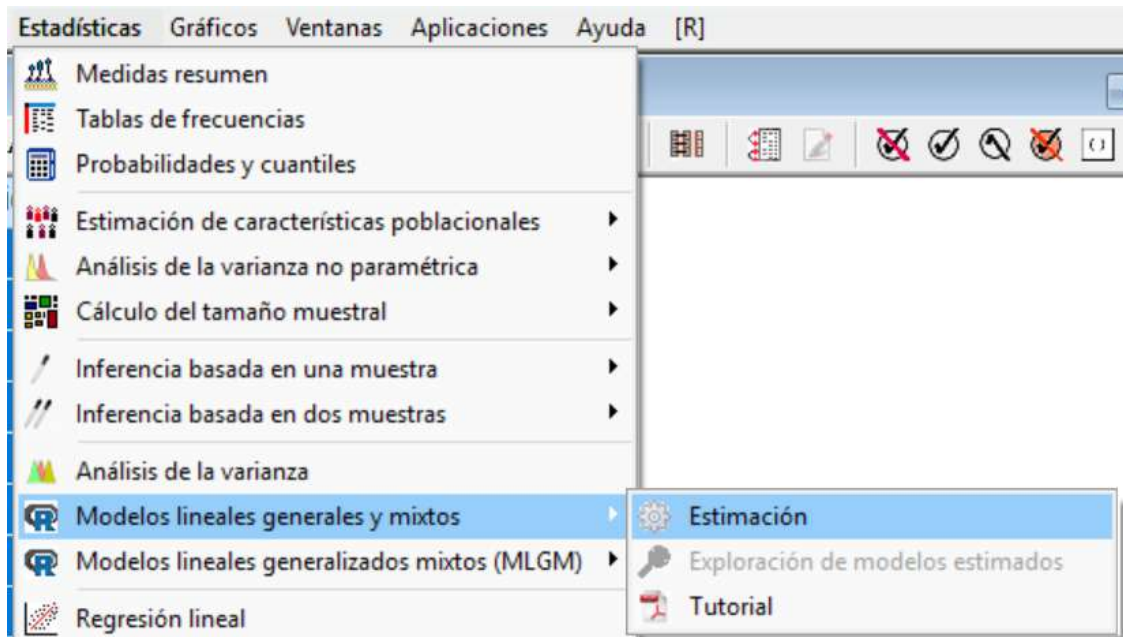 Estadísticas Gráficos Ventanas Aplicaciones Ayuda [R]
Medidas resumen
Tablas de frecuencias
Probabilidades y cuantiles
Estimación de características poblacionales
Análisis de la varianza no paramétrica
Cálculo del tamaño muestral
Inferencia basada en una muestra
Inferencia basada en dos muestras
Análisis de la varianza
Modelos lineales generales y mixtos
Estimación
Modelos lineales generalizados mixtos (MLGM)
Exploración de modelos estimados
Regresión lineal
Tutorial